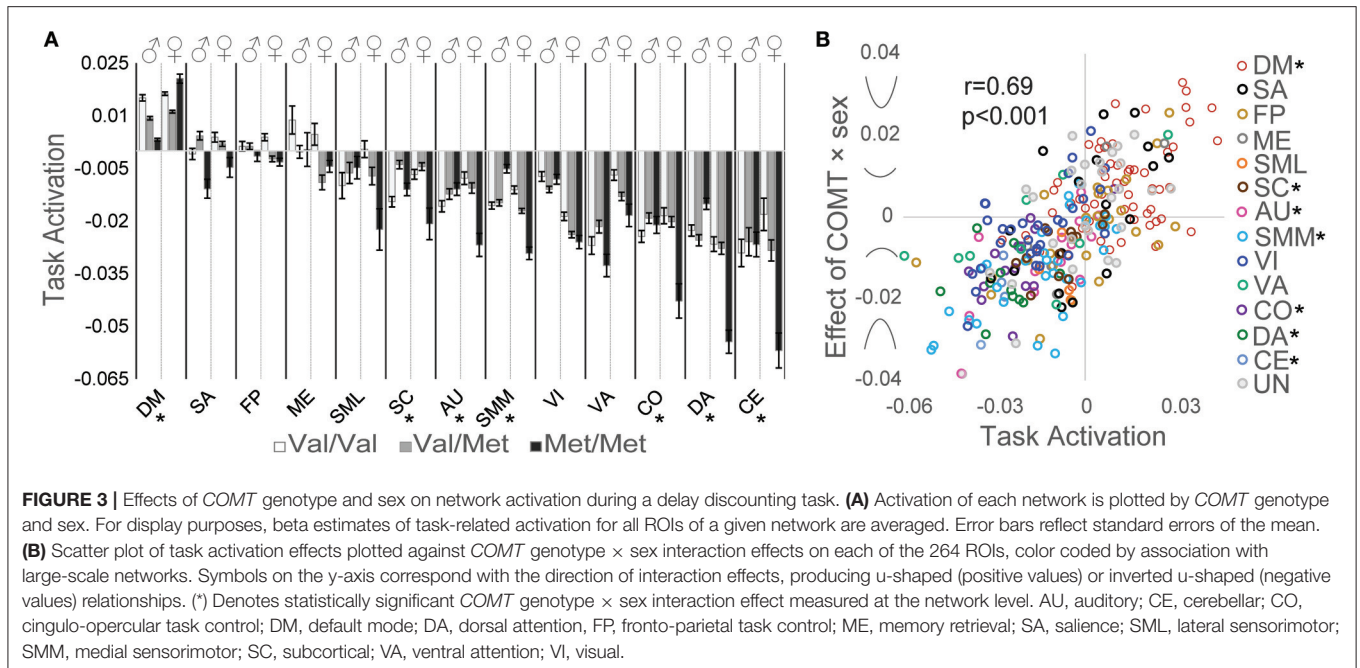 A
♂ ♀ ♂ ♀ ♂ ♀ ♂ ♀ ♂ ♀ ♂ ♀ ♂ ♀ ♂ ♀ ♂ ♀ ♂ ♀ ♂ ♀ ♂ ♀ ♂ ♀
Task Activation
0.025
0.01
-0.005
-0.02
-0.035
-0.05
-0.065
DM* SA FP ME SML SC* AU* SMM* VI VA CO* DA* CE*
Val/Val Val/Met Met/Met
B
Effect of COMT × sex
0.04
0.02
0
-0.02
-0.04
r=0.69
p<0.001
-0.06 -0.03 0 0.03
Task Activation
DM*
SA
FP
ME
SML
SC*
AU*
SMM*
VI
VA
CO*
DA*
CE*
UN
FIGURE 3 | Effects of COMT genotype and sex on network activation during a delay discounting task. (A) Activation of each network is plotted by COMT genotype
and sex. For display purposes, beta estimates of task-related activation for all ROIs of a given network are averaged. Error bars reflect standard errors of the mean.
(B) Scatter plot of task activation effects plotted against COMT genotype × sex interaction effects on each of the 264 ROIs, color coded by association with
large-scale networks. Symbols on the y-axis correspond with the direction of interaction effects, producing u-shaped (positive values) or inverted u-shaped (negative
values) relationships. (*) Denotes statistically significant COMT genotype × sex interaction effect measured at the network level. AU, auditory; CE, cerebellar; CO,
cingulo-opercular task control; DM, default mode; DA, dorsal attention, FP, fronto-parietal task control; ME, memory retrieval; SA, salience; SML, lateral sensorimotor;
SMM, medial sensorimotor; SC, subcortical; VA, ventral attention; VI, visual.